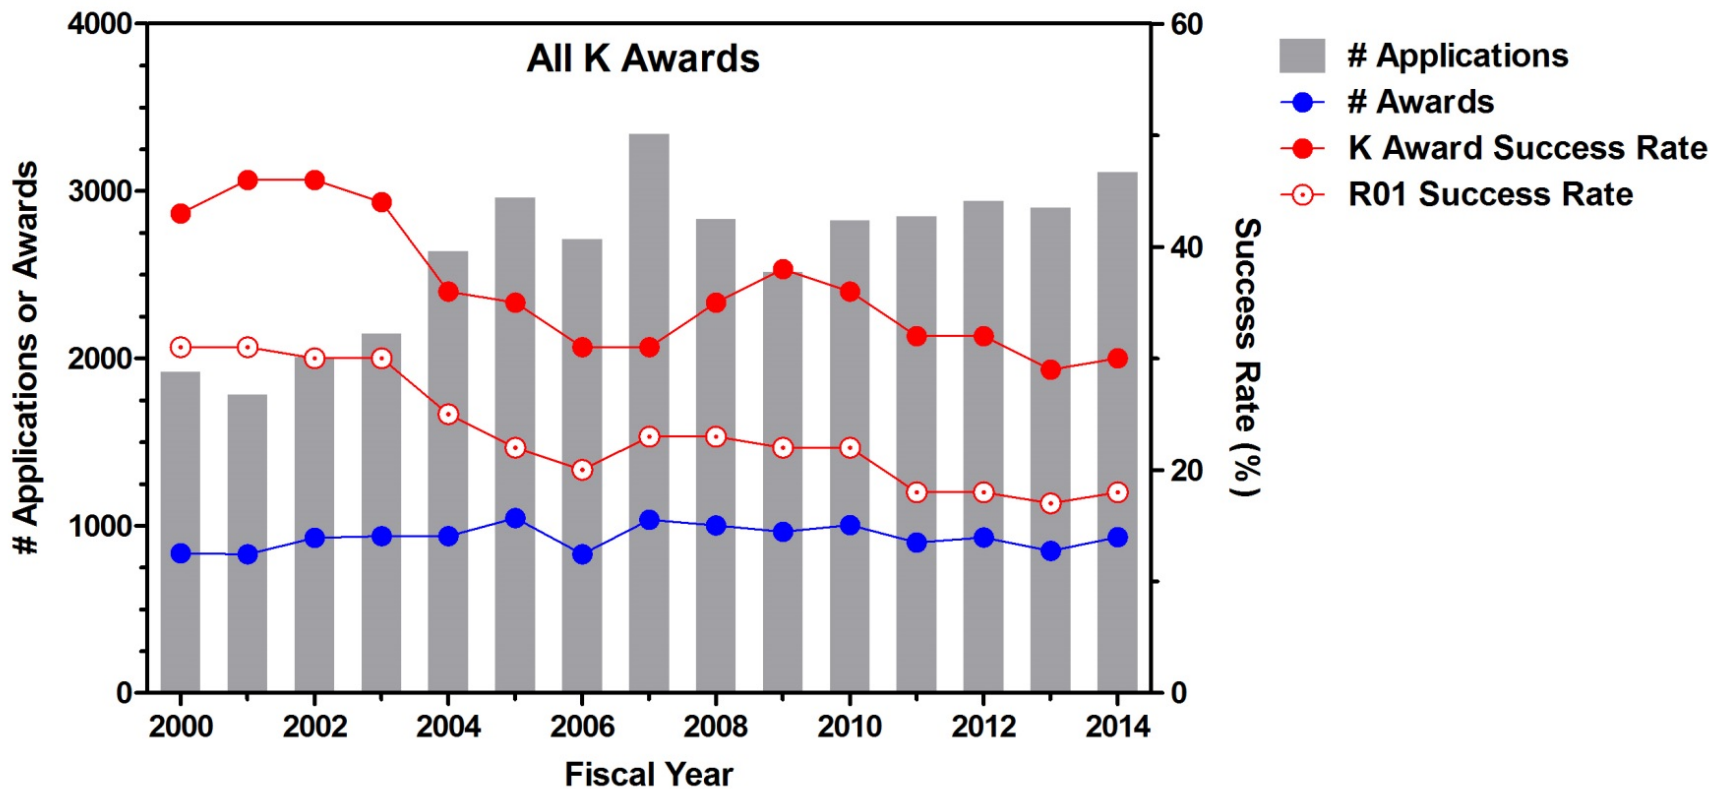 All K Awards
# Applications or Awards
4000
3000
2000
1000
0
60
40
20
0
Success Rate (%)
2000 2002 2004 2006 2008 2010 2012 2014
Fiscal Year
# Applications
# Awards
K Award Success Rate
R01 Success Rate